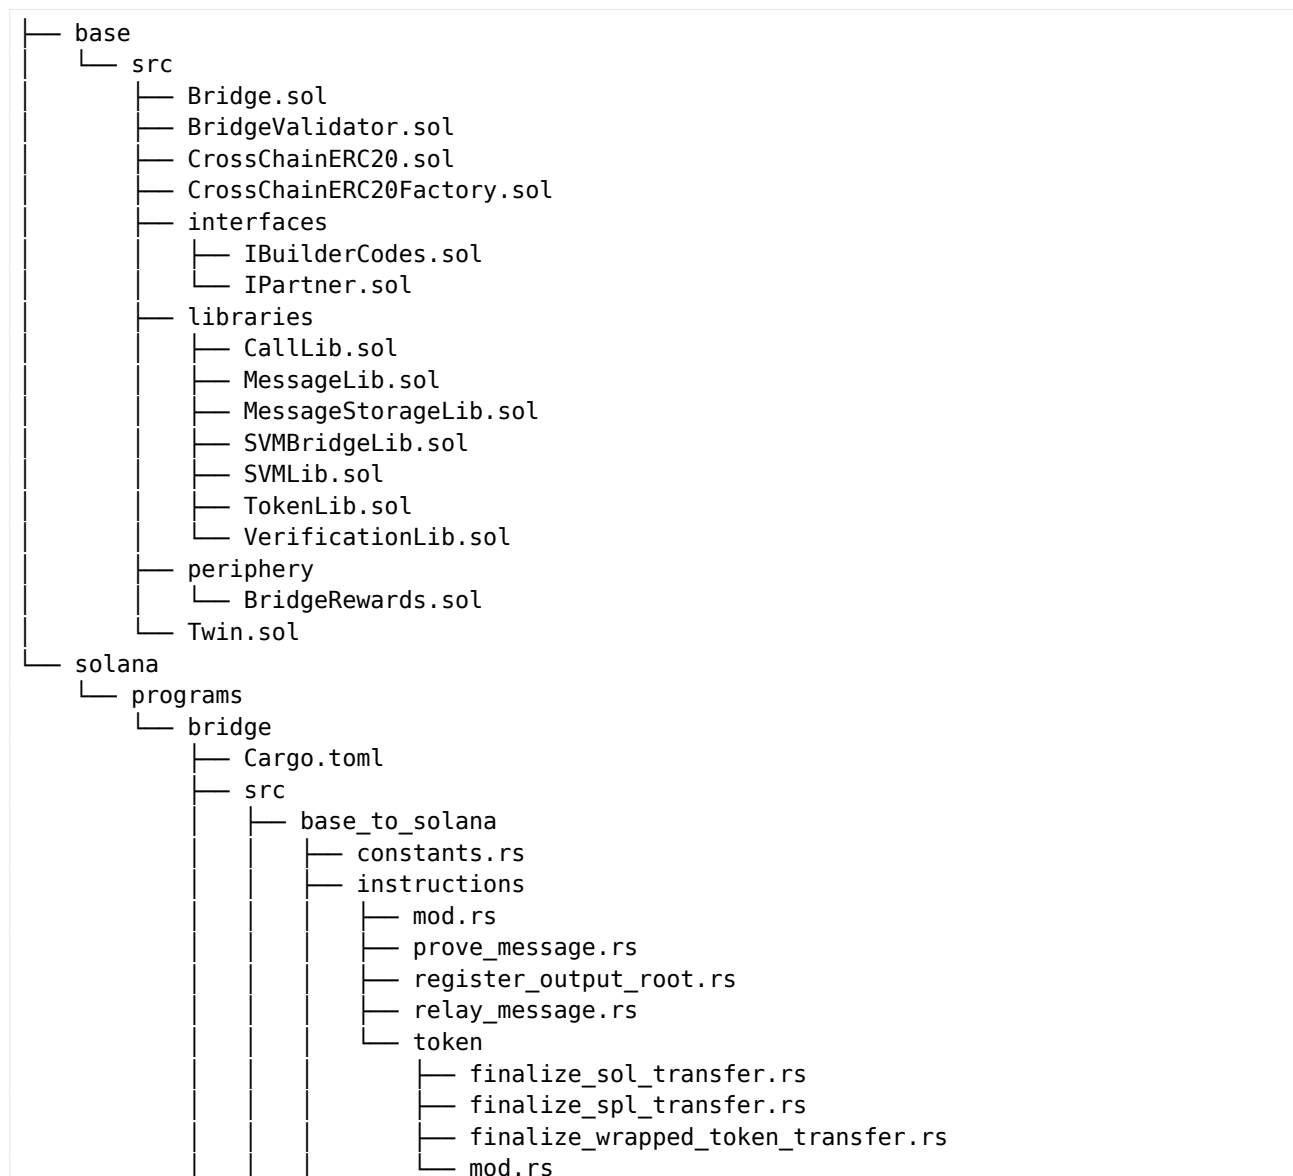 ├── base
│   └── src
│       ├── Bridge.sol
│       ├── BridgeValidator.sol
│       ├── CrossChainERC20.sol
│       ├── CrossChainERC20Factory.sol
│       ├── interfaces
│       │   ├── IBuilderCodes.sol
│       │   └── IPartner.sol
│       ├── libraries
│       │   ├── CallLib.sol
│       │   ├── MessageLib.sol
│       │   ├── MessageStorageLib.sol
│       │   ├── SVMBridgeLib.sol
│       │   ├── SVMLib.sol
│       │   ├── TokenLib.sol
│       │   └── VerificationLib.sol
│       ├── periphery
│       │   └── BridgeRewards.sol
│       └── Twin.sol
└── solana
    └── programs
        └── bridge
            ├── Cargo.toml
            ├── src
            │   ├── base_to_solana
            │   │   ├── constants.rs
            │   │   ├── instructions
            │   │   │   ├── mod.rs
            │   │   │   ├── prove_message.rs
            │   │   │   ├── register_output_root.rs
            │   │   │   ├── relay_message.rs
            │   │   │   └── token
            │   │   │       ├── finalize_sol_transfer.rs
            │   │   │       ├── finalize_spl_transfer.rs
            │   │   │       ├── finalize_wrapped_token_transfer.rs
            │   │   │       └── mod.rs